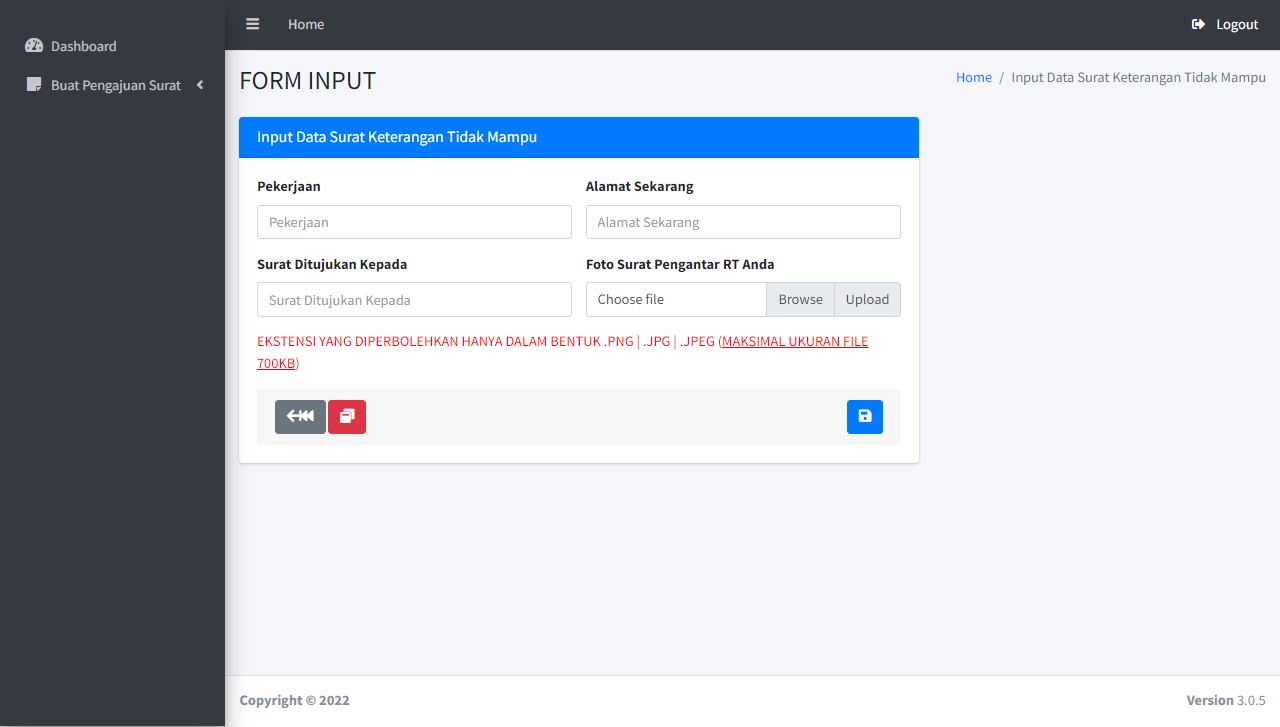 Home
Logout
Dashboard
Buat Pengajuan Surat
FORM INPUT
Home / Input Data Surat Keterangan Tidak Mampu
Input Data Surat Keterangan Tidak Mampu
Pekerjaan
Alamat Sekarang
Pekerjaan
Alamat Sekarang
Surat Ditujukan Kepada
Foto Surat Pengantar RT Anda
Surat Ditujukan Kepada
Choose file
Browse
Upload
EKSTENSI YANG DIPERBOLEHKAN HANYA DALAM BENTUK .PNG | .JPG | .JPEG (MAKSIMAL UKURAN FILE
700KB)
Copyright © 2022
Version 3.0.5